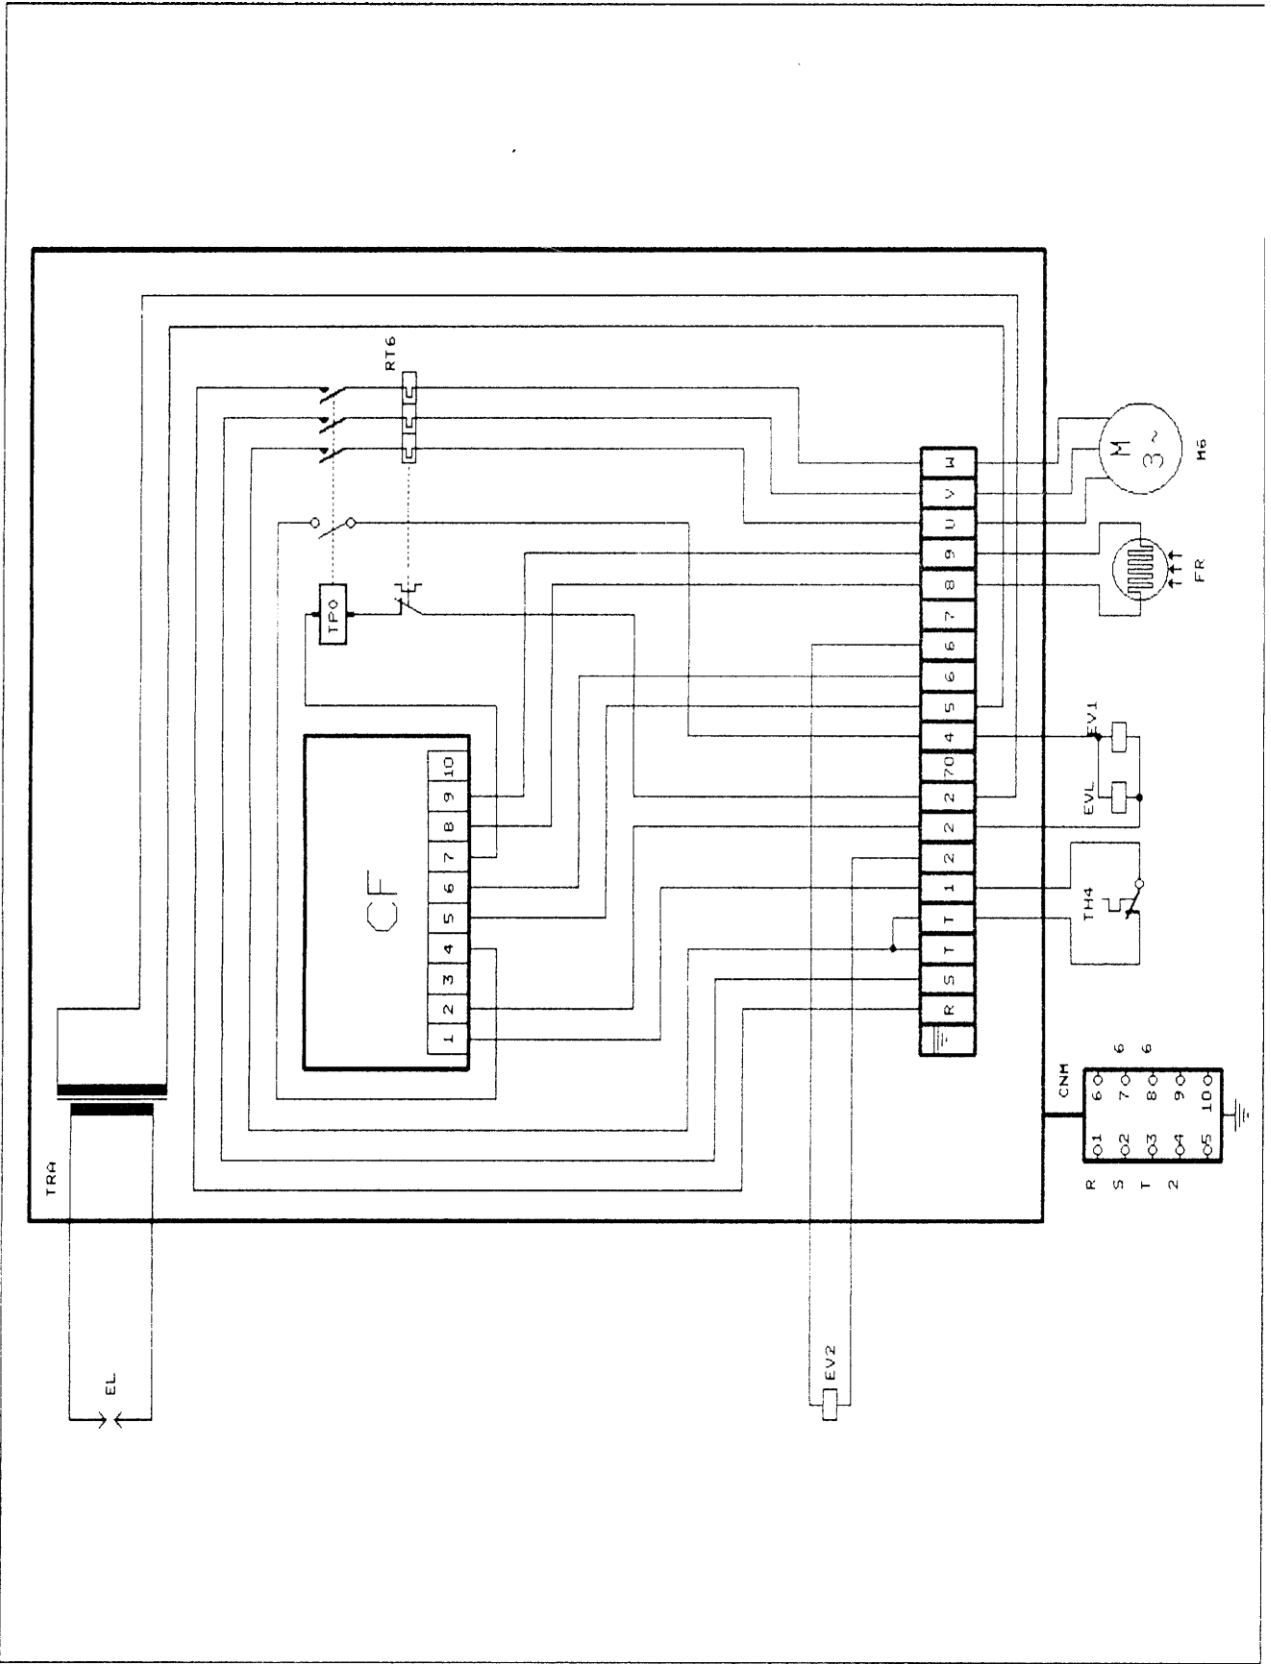 TRA
EL
TPO
CF
RT6
1 2 3 4 5 6 7 8 9 10
EV2
R S T T 1 2 2 2 70 4 5 6 6 7 8 9 U V W
CNM
R 1 6
S 2 7 6
T 3 8 6
2 4 9
5 10
TH4
EVL
EV1
FR
M
3~
M6